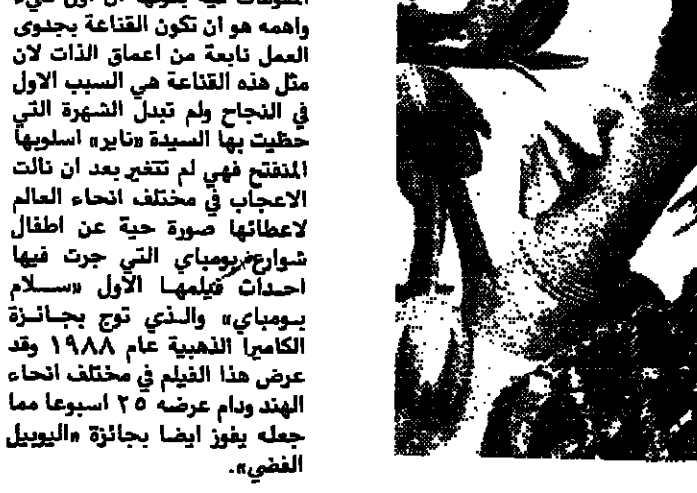 واهمه هو ان تكون القناعة بجدوى
العمل نابعة من اعماق الذات لان
مثل هذه القناعة هي السبب الاول
في النجاح ولم تبدل الشهرة التي
حظيت بها السيدة «ناير» اسلوبها
المنفتح فهي لم تتغير بعد ان نالت
الاعجاب في مختلف انحاء العالم
لاعطائها صورة حية عن اطفال
شوارع بومباي التي جرت فيها
احداث فيلمها الاول «سلام
بومباي» والذي توج بجائزة
الكاميرا الذهبية عام ١٩٨٨ وقد
عرض هذا الفيلم في مختلف انحاء
الهند ودام عرضه ٢٥ اسبوعا مما
جعله يفوز ايضا بجائزة «اليوبيل
الفضي».